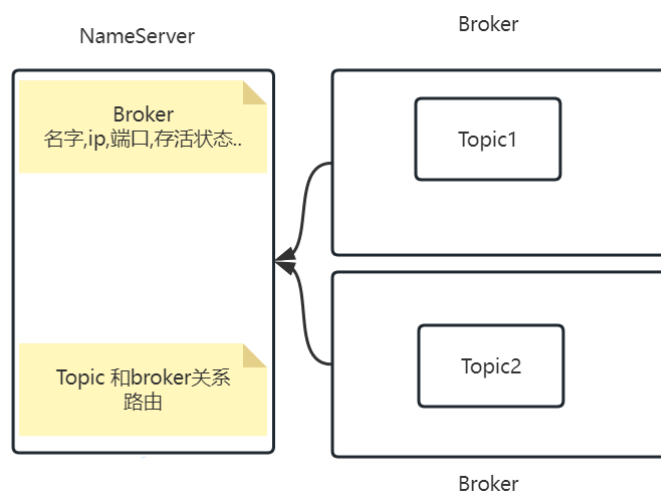 NameServer
Broker
名字,ip,端口,存活状态..
Topic 和broker关系
路由
Broker
Topic1
Topic2
Broker